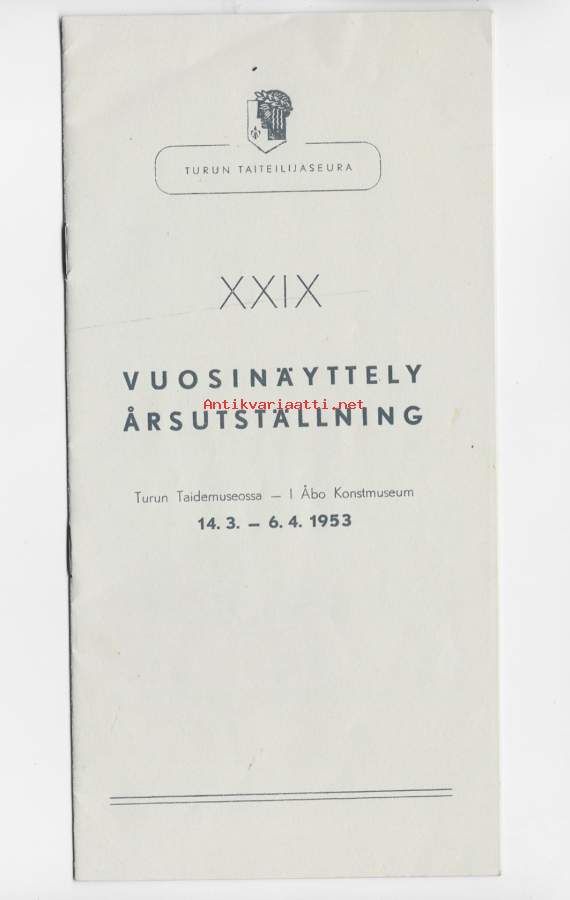 TURUN TAITEILIJASEURA
XXIX
VUOSINÄYTTELY
Antikvariaatti.net
ÅRSUTSTÄLLNING
Turun Taidemuseossa — I Åbo Konstmuseum
14. 3. — 6. 4. 1953